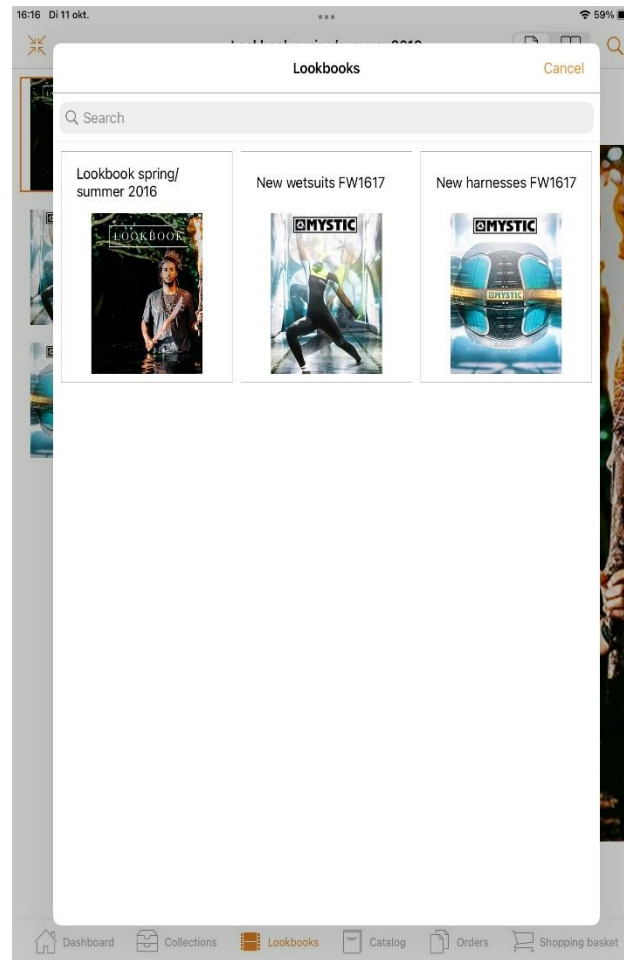 16:16 Di 11 okt.
59%
Lookbooks
Cancel
Search
Lookbook spring/
summer 2016
New wetsuits FW1617
New harnesses FW1617
LOOKBOOK
MYSTIC
MYSTIC
MYSTIC
Dashboard
Collections
Lookbooks
Catalog
Orders
Shopping basket